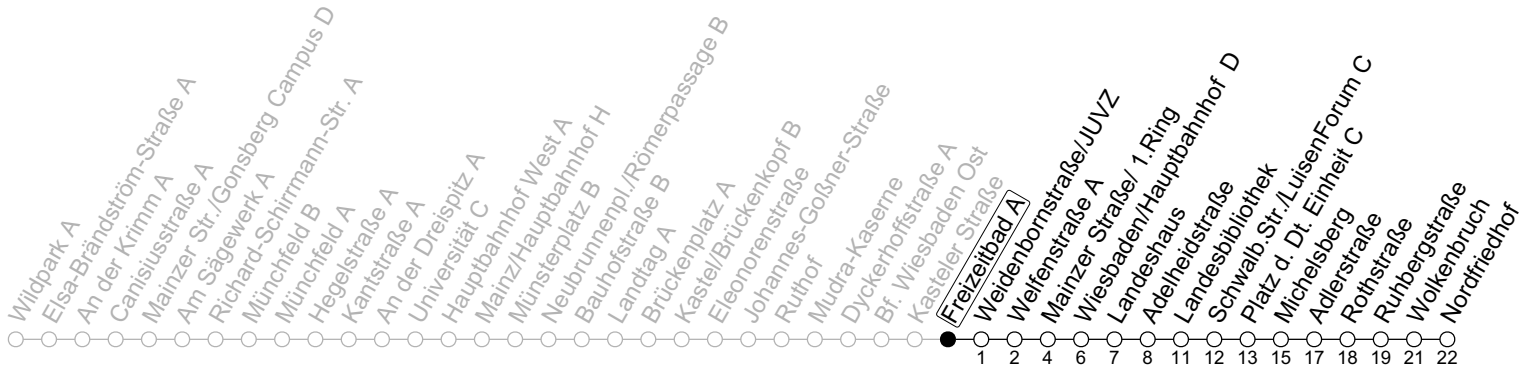 Wildpark A
Elsa-Brändström-Straße A
An der Krimm A
Canisiusstraße A
Mainzer Str./Gonsberg Campus D
Am Sägewerk A
Richard-Schirrmann-Str. A
Münchfeld B
Münchfeld A
Hegelstraße A
Kantstraße A
An der Dreispitz A
Universität C
Hauptbahnhof West A
Mainz/Hauptbahnhof H
Münsterplatz B
Neubrunnenpl./Römerpassage B
Bauhofstraße B
Landtag A
Brückenplatz A
Kastel/Brückenkopf B
Eleonorenstraße
Johannes-Goßner-Straße
Ruthof
Mudra-Kaserne
Dyckerhoffstraße A
Bf. Wiesbaden Ost
Kasteler Straße
Freizeitbad A
Weidenbornstraße/JUVZ
Welfenstraße A
Mainzer Straße/ 1.Ring
Wiesbaden/Hauptbahnhof D
Landeshaus
Adelheidstraße
Landesbibliothek
Schwalb.Str./LuisenForum C
Platz d. Dt. Einheit C
Michelsberg
Adlerstraße
Rothstraße
Ruhbergstraße
Wolkenbruch
Nordfriedhof
1 2 4 6 7 8 11 12 13 15 17 18 19 21 22